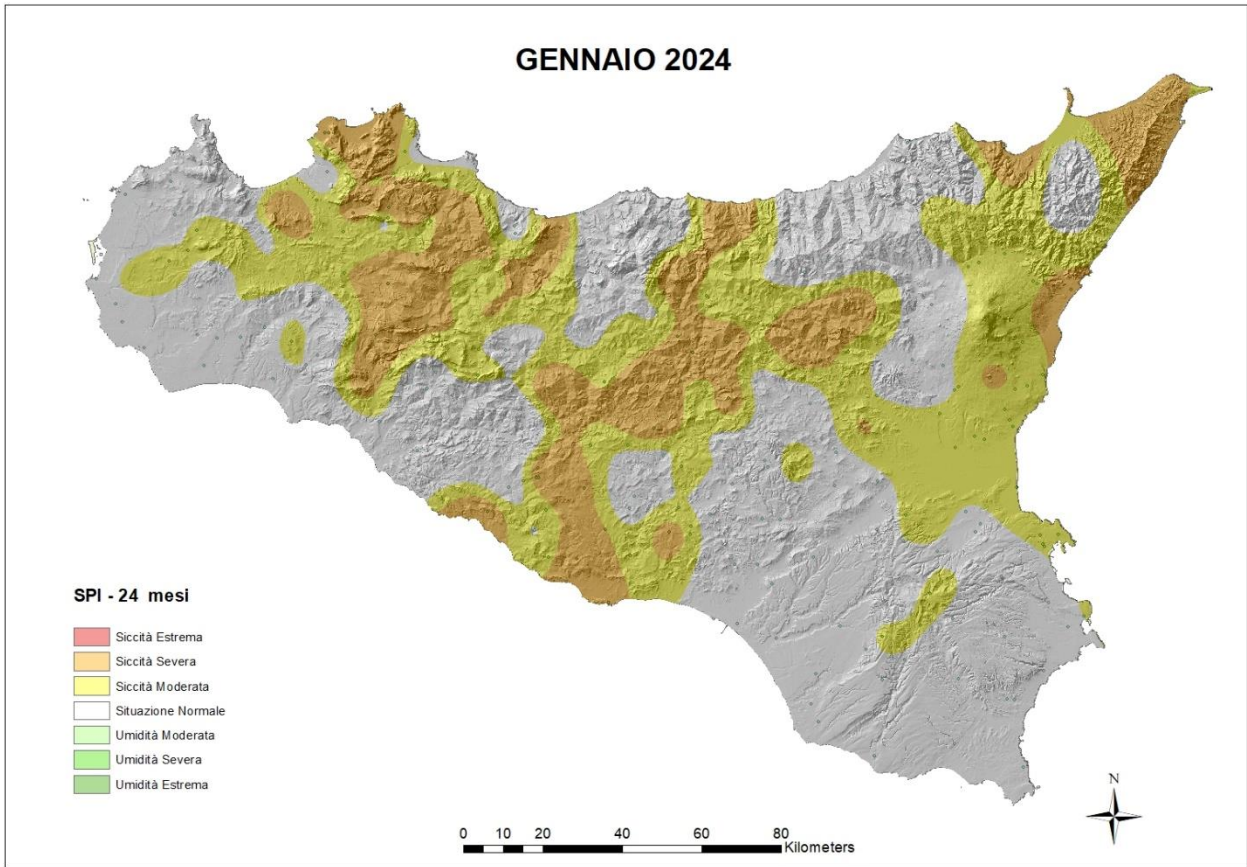 GENNAIO 2024
SPI - 24 mesi
Siccità Estrema
Siccità Severa
Siccità Moderata
Situazione Normale
Umidità Moderata
Umidità Severa
Umidità Estrema
N
0 10 20 40 60 80
Kilometers